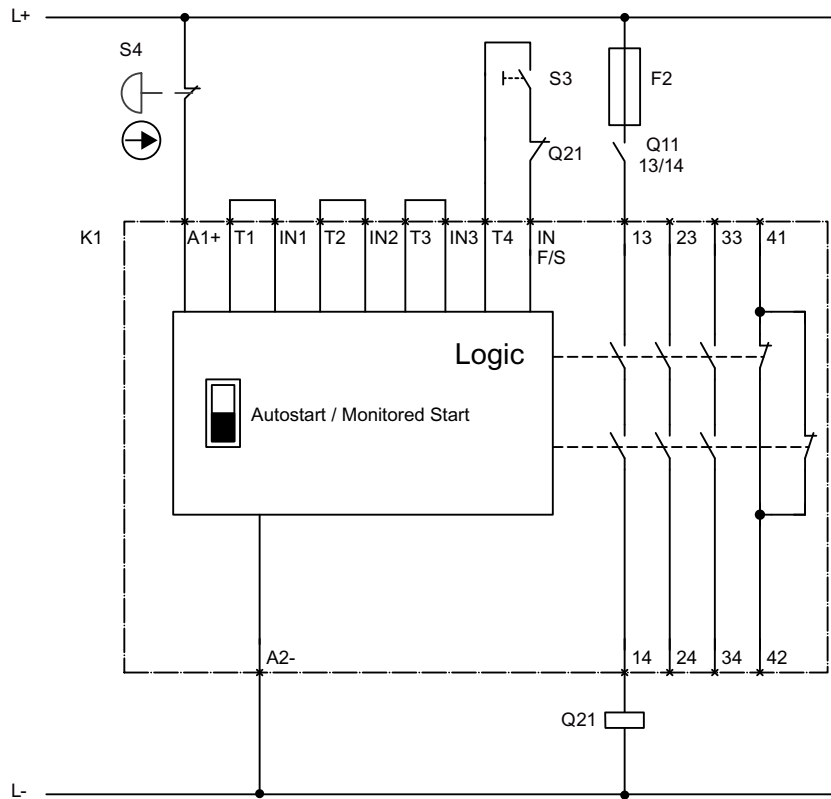 L+
S4
S3
F2
Q21
Q11
13/14
K1
A1+
T1
IN1
T2
IN2
T3
IN3
T4
IN
F/S
13
23
33
41
Logic
Autostart / Monitored Start
A2-
14
24
34
42
Q21
L-